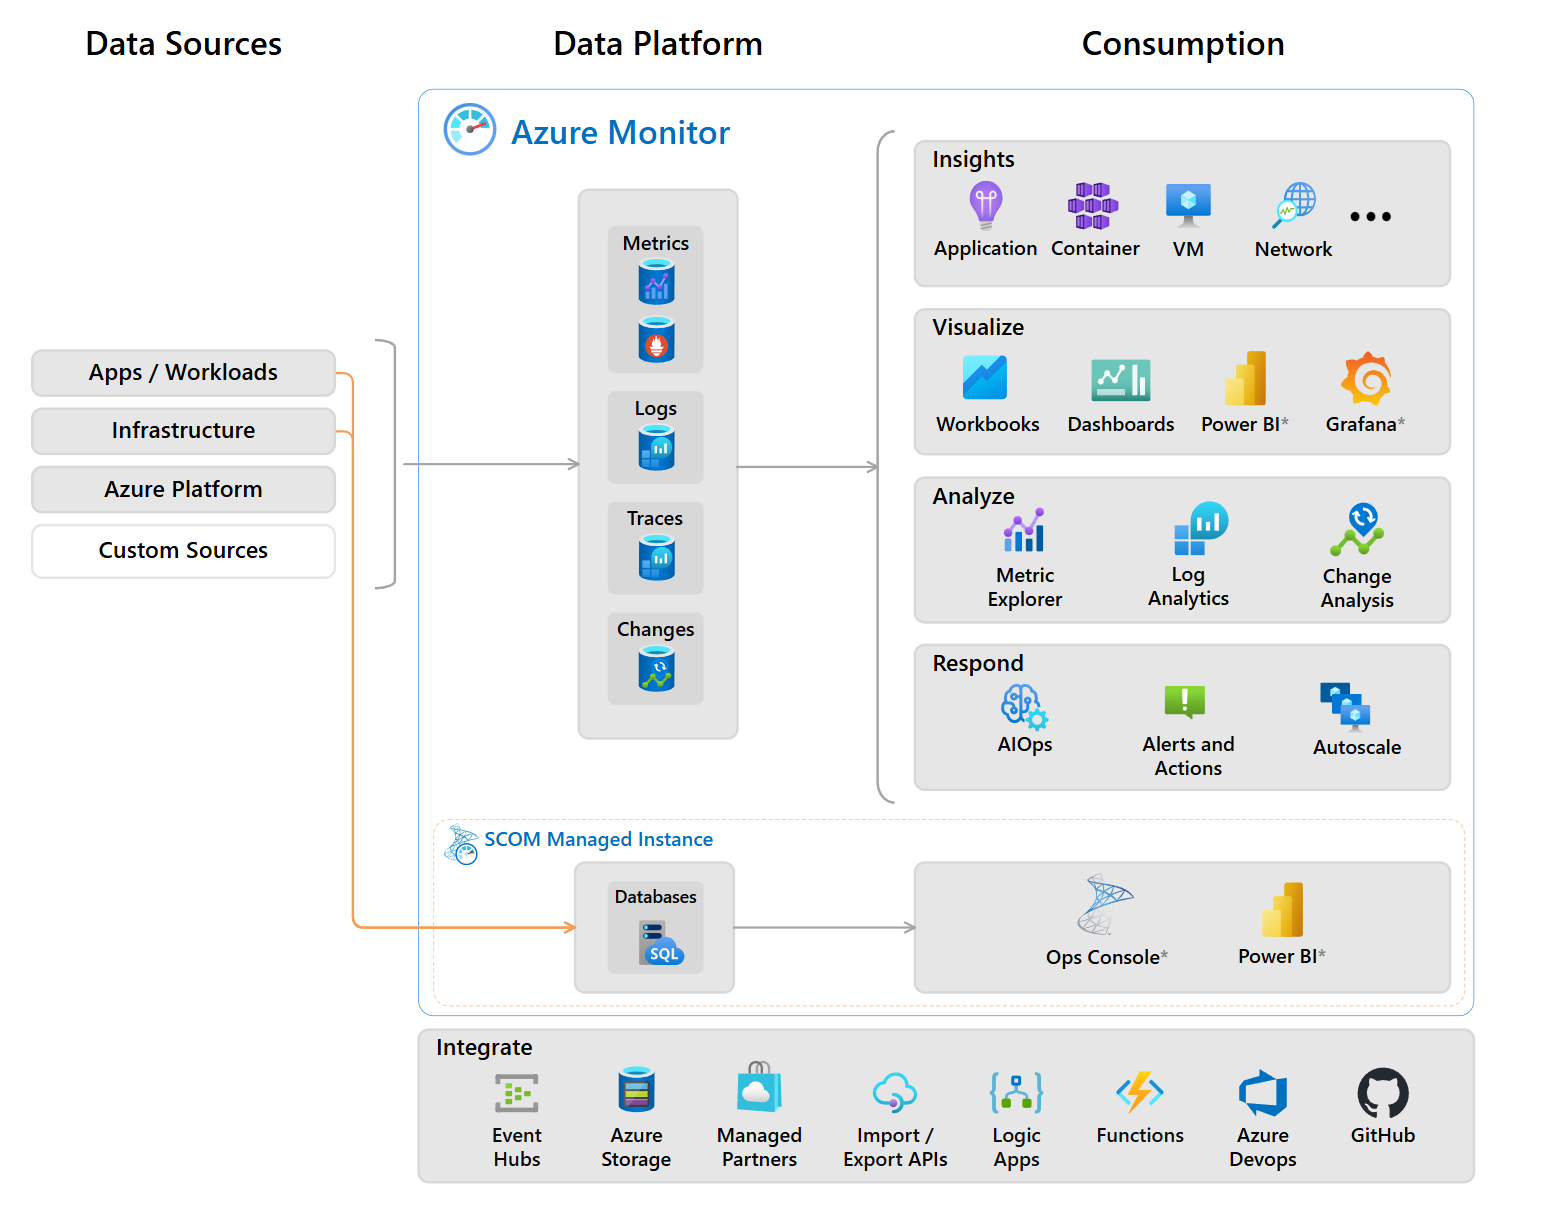 Data Sources
Data Platform
Consumption
Azure Monitor
Apps / Workloads
Infrastructure
Azure Platform
Custom Sources
Metrics
Logs
Traces
Changes
Insights
Application
Container
VM
Network
•••
Visualize
Workbooks
Dashboards
Power BI*
Grafana*
Analyze
Metric
Explorer
Log
Analytics
Change
Analysis
Respond
AIOps
Alerts and
Actions
Autoscale
SCOM Managed Instance
Databases
SQL
Ops Console*
Power BI*
Integrate
Event
Hubs
Azure
Storage
Managed
Partners
Import /
Export APIs
Logic
Apps
Functions
Azure
Devops
GitHub